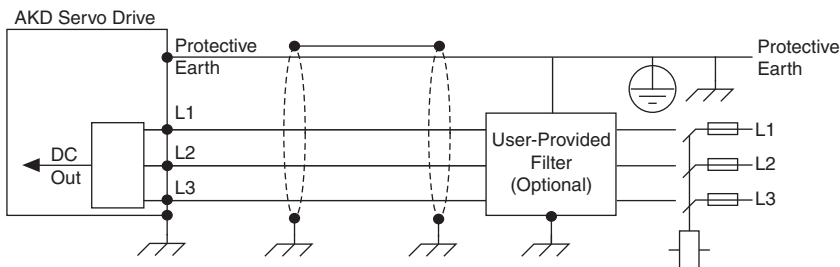 AKD Servo Drive
Protective
Earth
Protective
Earth
L1
L2
L3
DC
Out
User-Provided
Filter
(Optional)
L1
L2
L3